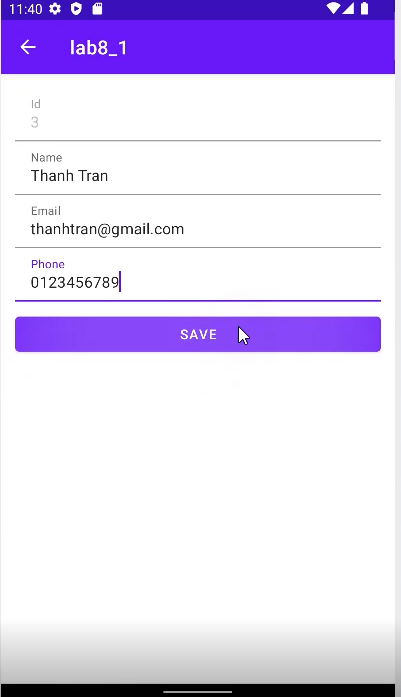 11:40
lab8_1
Id
3
Name
Thanh Tran
Email
thanhtran@gmail.com
Phone
0123456789
SAVE